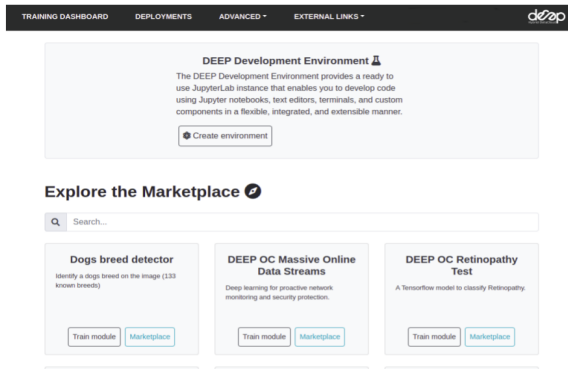 TRAINING DASHBOARD DEPLOYMENTS ADVANCED EXTERNAL LINKS deep
DEEP Development Environment
The DEEP Development Environment provides a ready to
use JupyterLab instance that enables you to develop code
using Jupyter notebooks, text editors, terminals, and custom
components in a flexible, integrated, and extensible manner.
Create environment
Explore the Marketplace
Search...
Dogs breed detector
Identify a dogs breed on the image (133
known breeds)
Train module Marketplace
DEEP OC Massive Online
Data Streams
Deep learning for proactive network
monitoring and security protection.
Train module Marketplace
DEEP OC Retinopathy
Test
A Tensorflow model to classify Retinopathy.
Train module Marketplace